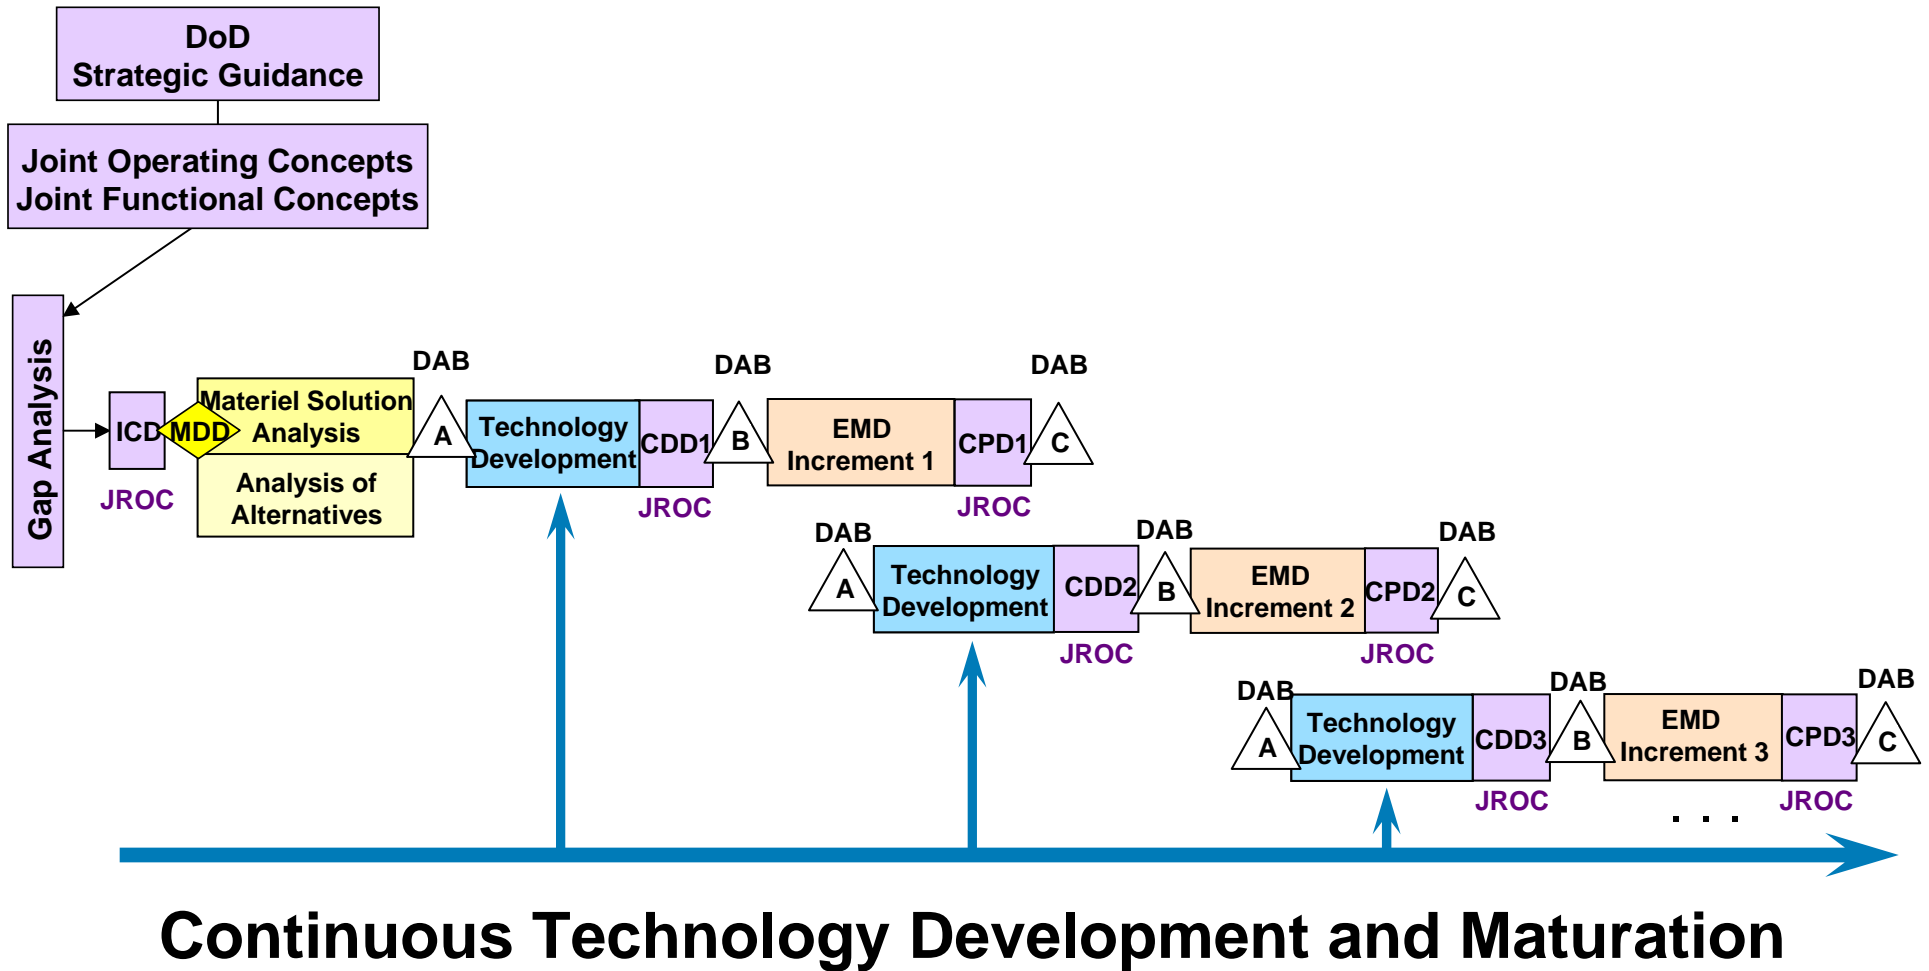 DoD
Strategic Guidance
Joint Operating Concepts
Joint Functional Concepts
Gap Analysis
ICD
JROC
MDD
Materiel Solution
Analysis
Analysis of
Alternatives
DAB
A
Technology
Development
CDD1
JROC
DAB
B
EMD
Increment 1
CPD1
JROC
DAB
C
DAB
A
Technology
Development
CDD2
JROC
DAB
B
EMD
Increment 2
CPD2
JROC
DAB
C
DAB
A
Technology
Development
CDD3
JROC
DAB
B
EMD
Increment 3
CPD3
JROC
DAB
C
. . .
Continuous Technology Development and Maturation